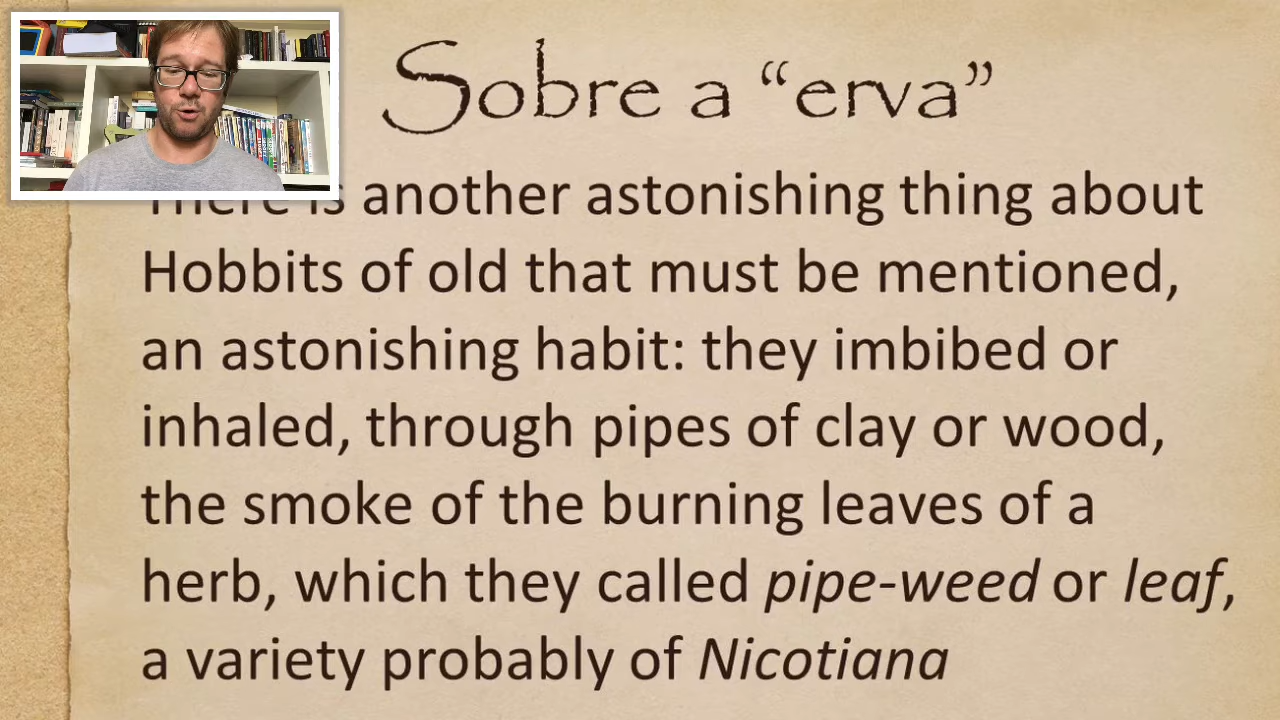 Sobre a “erva”
There is another astonishing thing about
Hobbits of old that must be mentioned,
an astonishing habit: they imbibed or
inhaled, through pipes of clay or wood,
the smoke of the burning leaves of a
herb, which they called pipe-weed or leaf,
a variety probably of Nicotiana